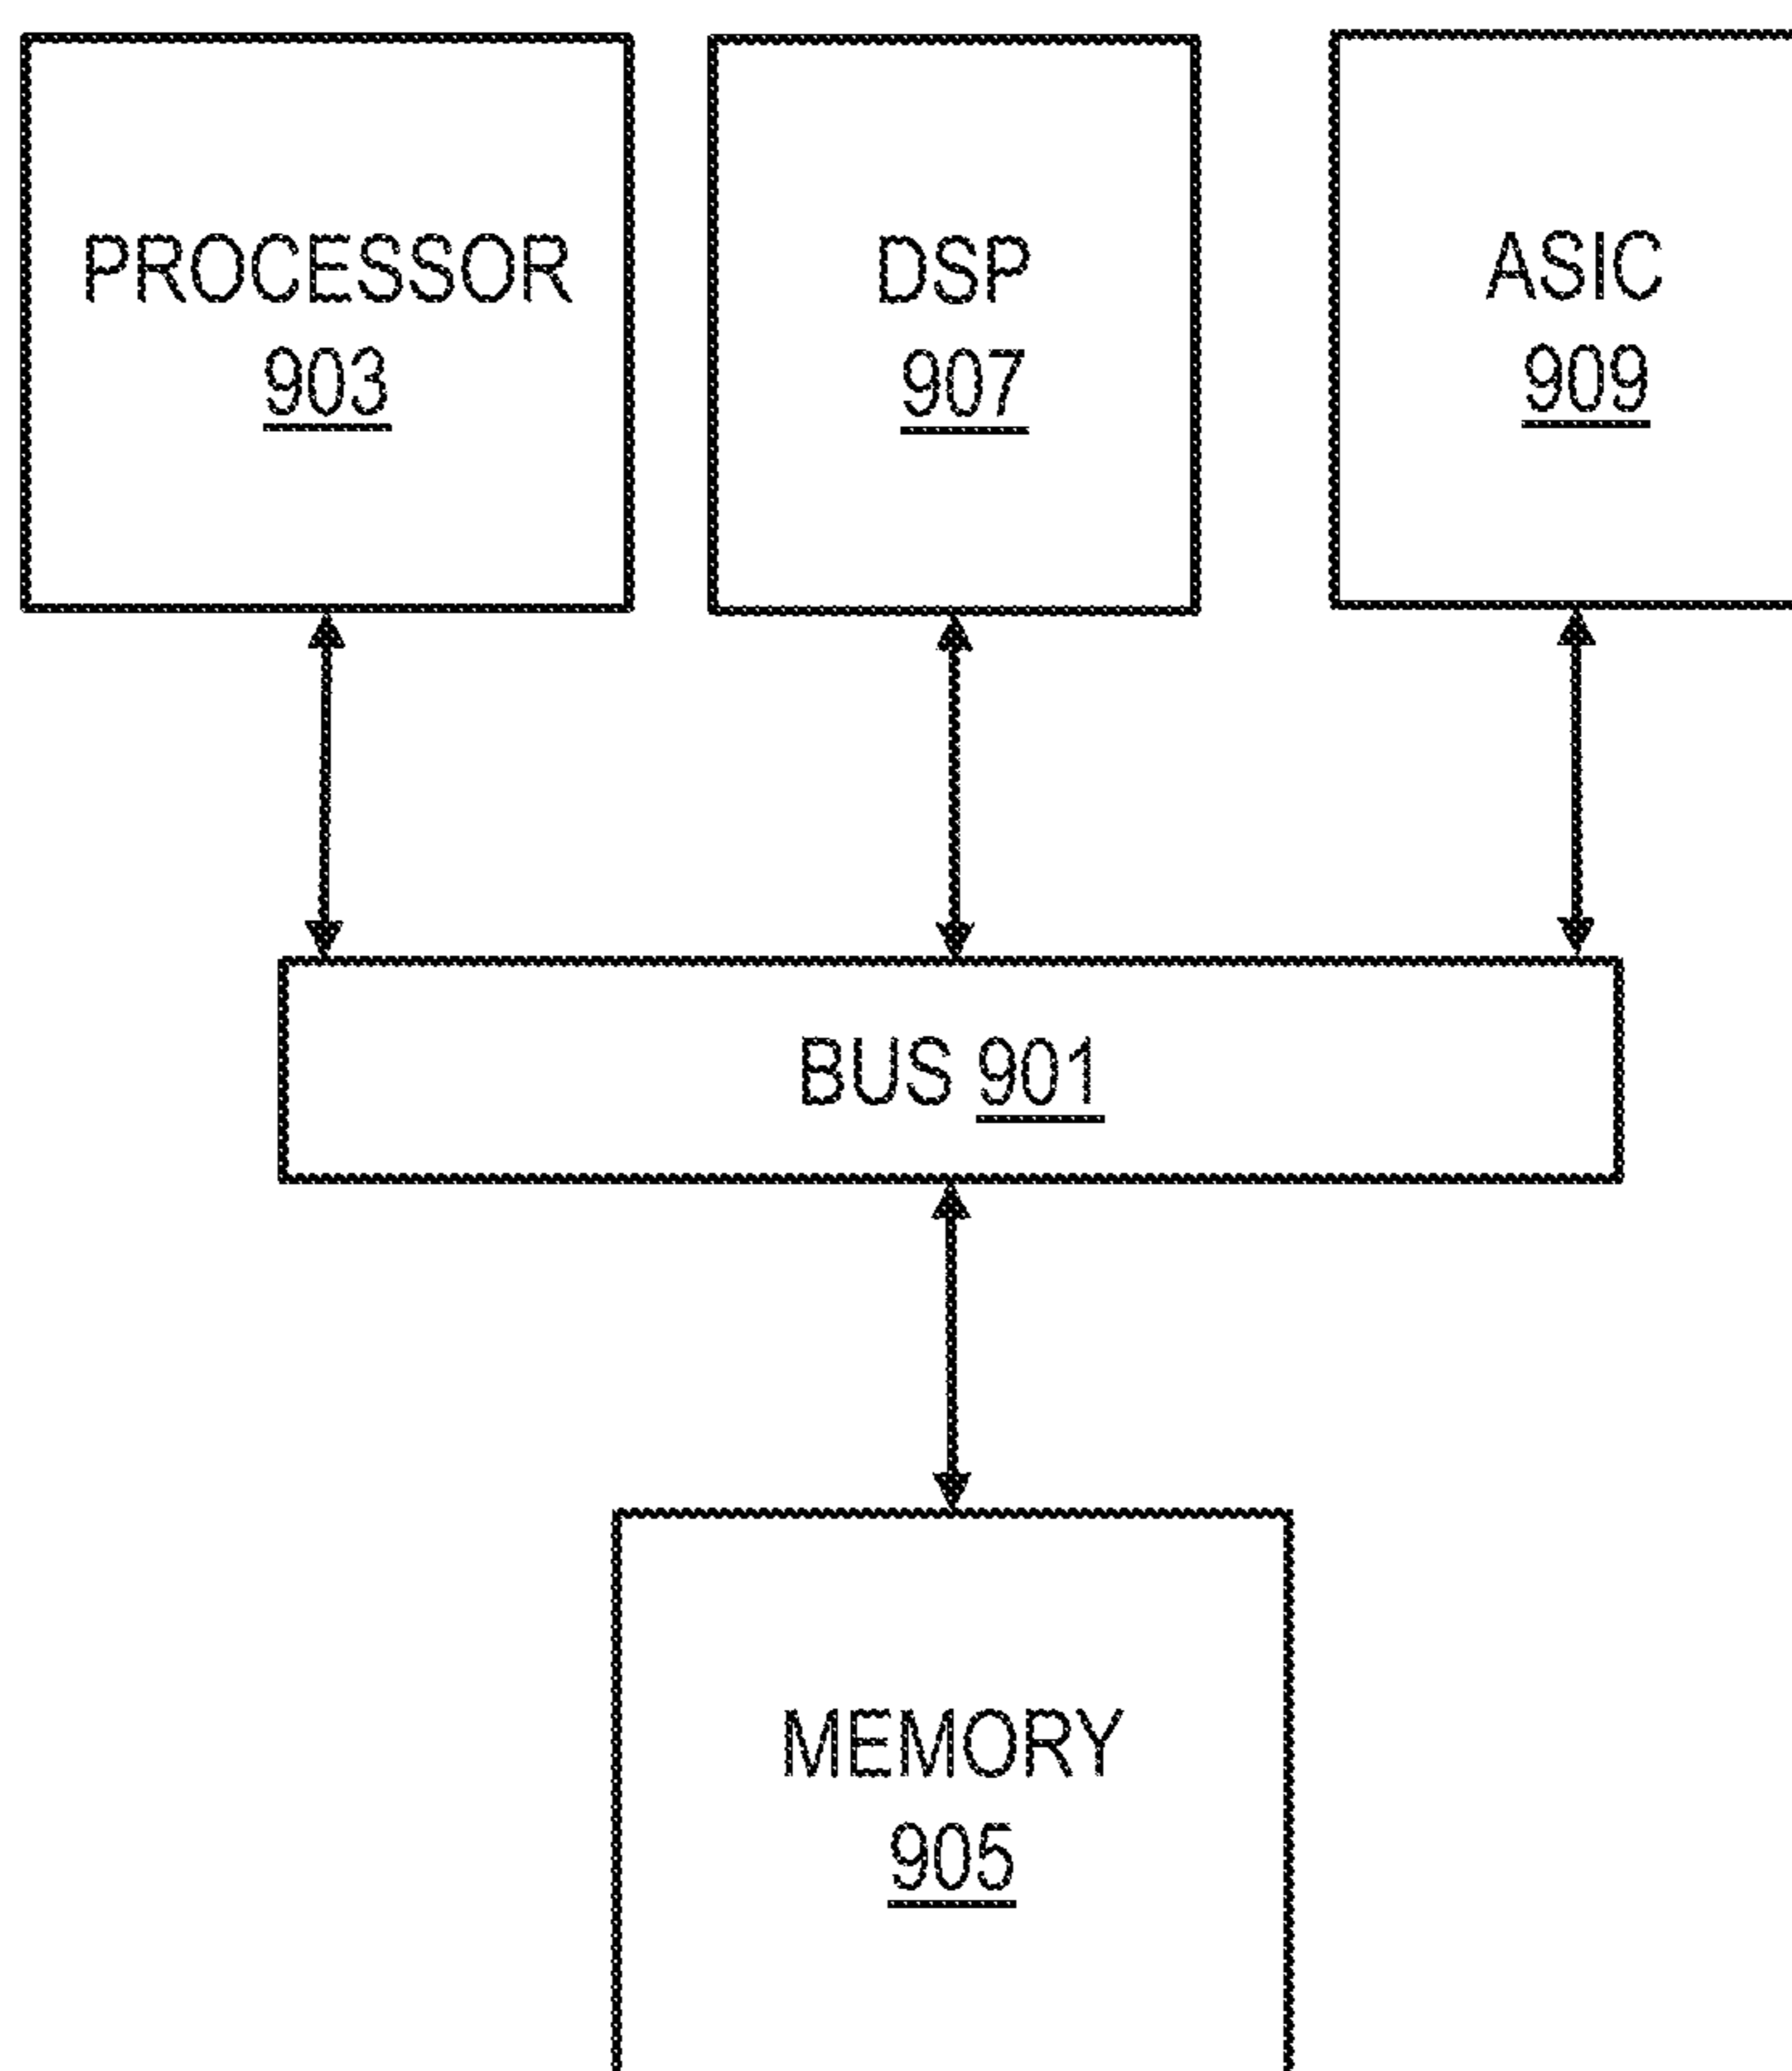 PROCESSOR
903
DSP
907
ASIC
909
BUS 901
MEMORY
905